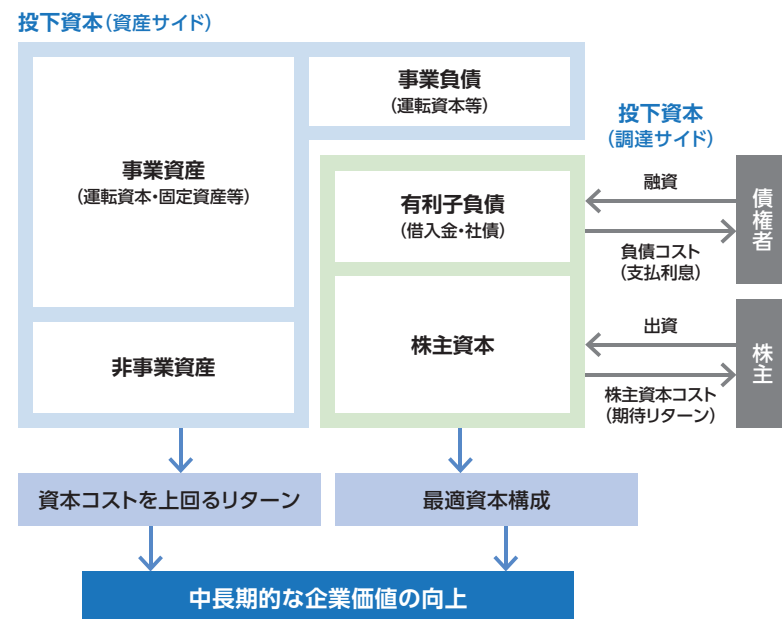 投下資本(資産サイド)
事業資産
(運転資本・固定資産等)
事業負債
(運転資本等)
非事業資産
有利子負債
(借入金・社債)
株主資本
投下資本
(調達サイド)
融資
負債コスト
(支払利息)
債権者
出資
株主資本コスト
(期待リターン)
株主
資本コストを上回るリターン
最適資本構成
中長期的な企業価値の向上